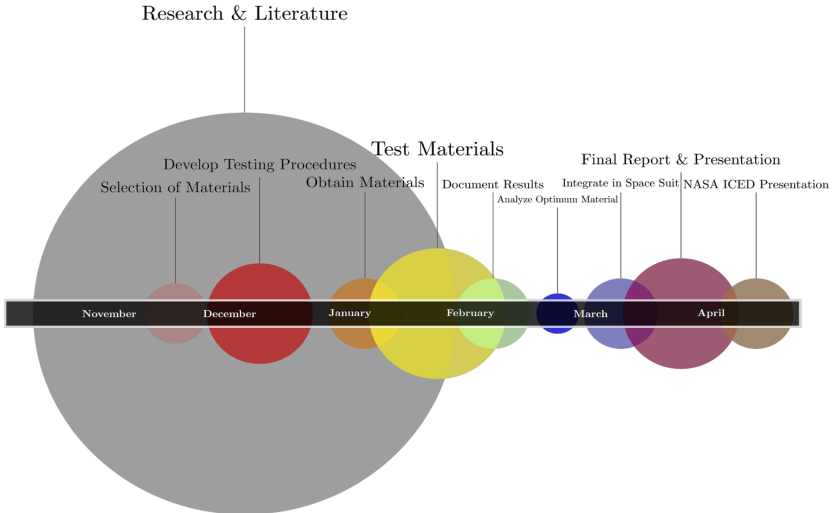 Research & Literature
Test Materials
Final Report & Presentation
Develop Testing Procedures
Obtain Materials
Document Results
Integrate in Space Suit
NASA ICED Presentation
Selection of Materials
Analyze Optimum Material
November
December
January
February
March
April